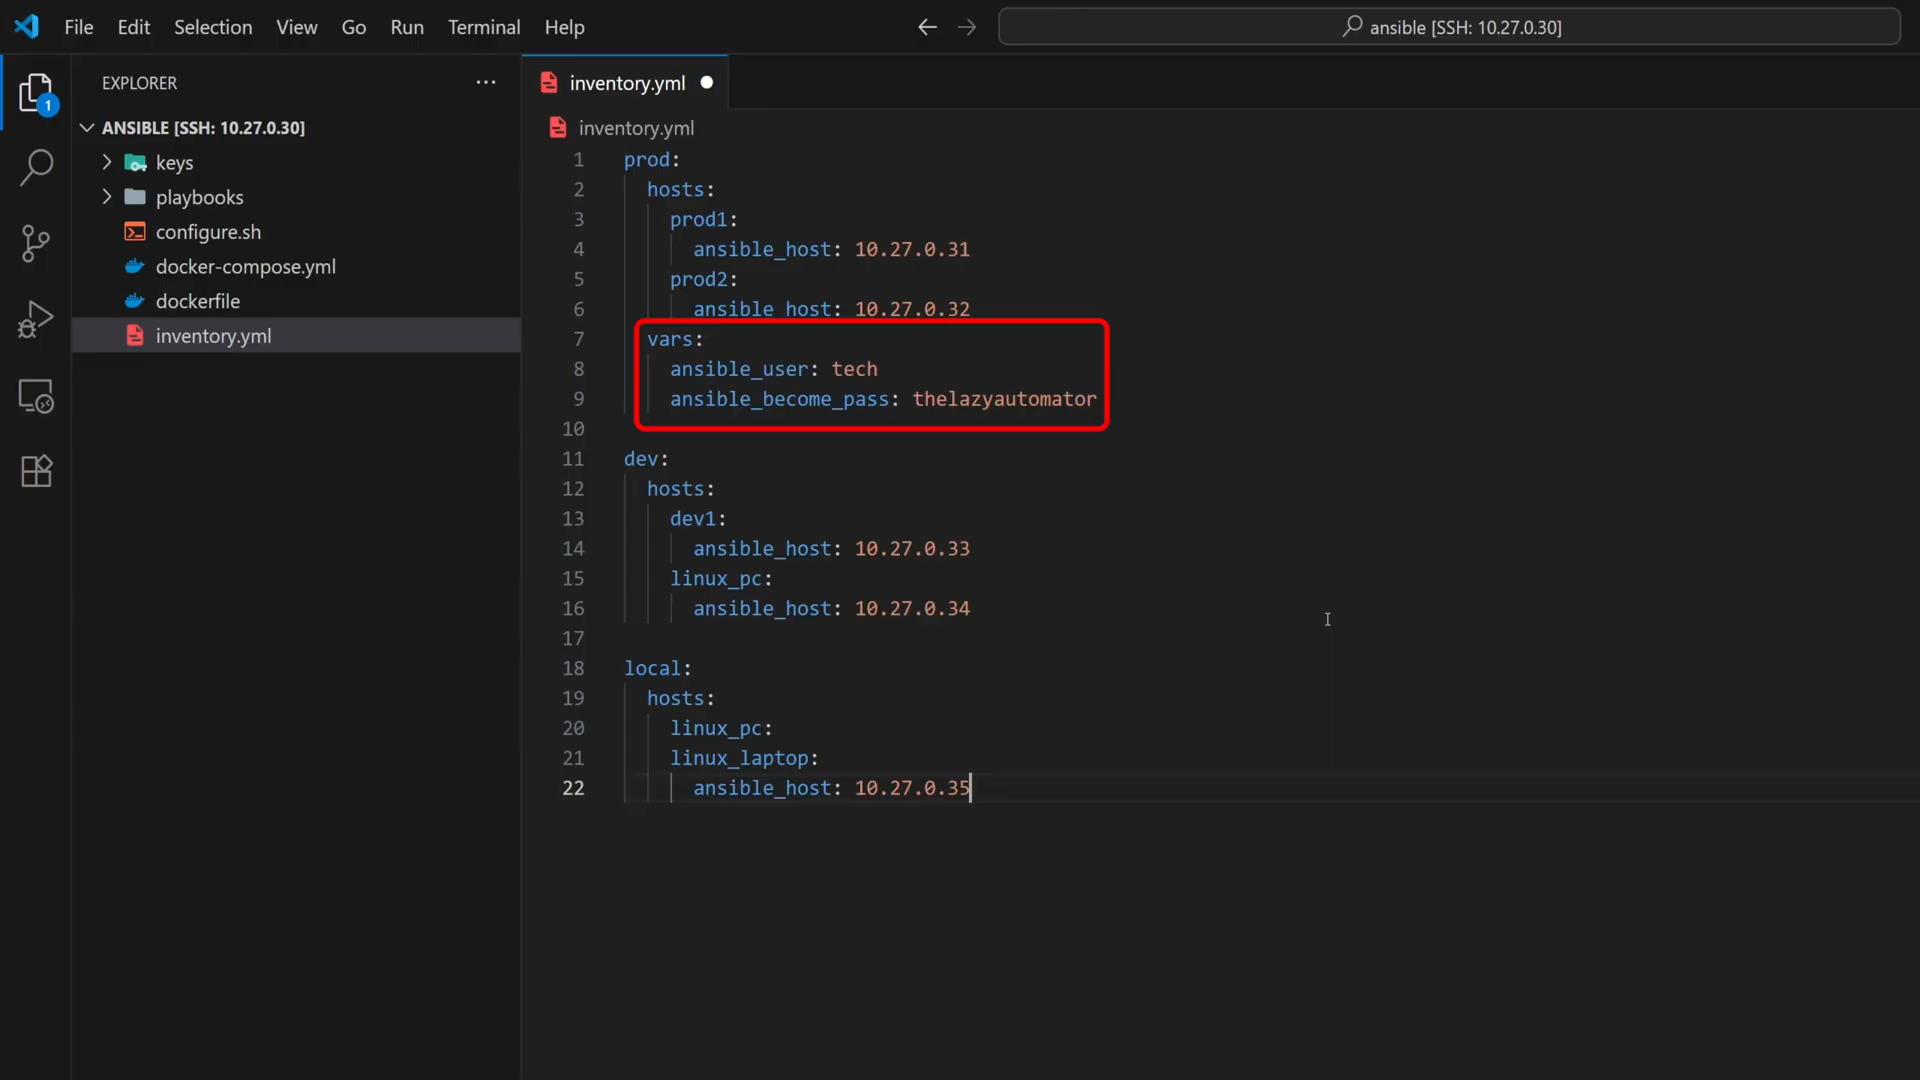 File Edit Selection View Go Run Terminal Help
ansible [SSH: 10.27.0.30]
EXPLORER
inventory.yml
1
ANSIBLE [SSH: 10.27.0.30]
keys
playbooks
configure.sh
docker-compose.yml
dockerfile
inventory.yml
inventory.yml
1 prod:
2 hosts:
3 prod1:
4 ansible_host: 10.27.0.31
5 prod2:
6 ansible host: 10.27.0.32
7 vars:
8 ansible_user: tech
9 ansible_become_pass: thelazyautomator
10
11 dev:
12 hosts:
13 dev1:
14 ansible_host: 10.27.0.33
15 linux_pc:
16 ansible_host: 10.27.0.34
17
18 local:
19 hosts:
20 linux_pc:
21 linux_laptop:
22 ansible_host: 10.27.0.35